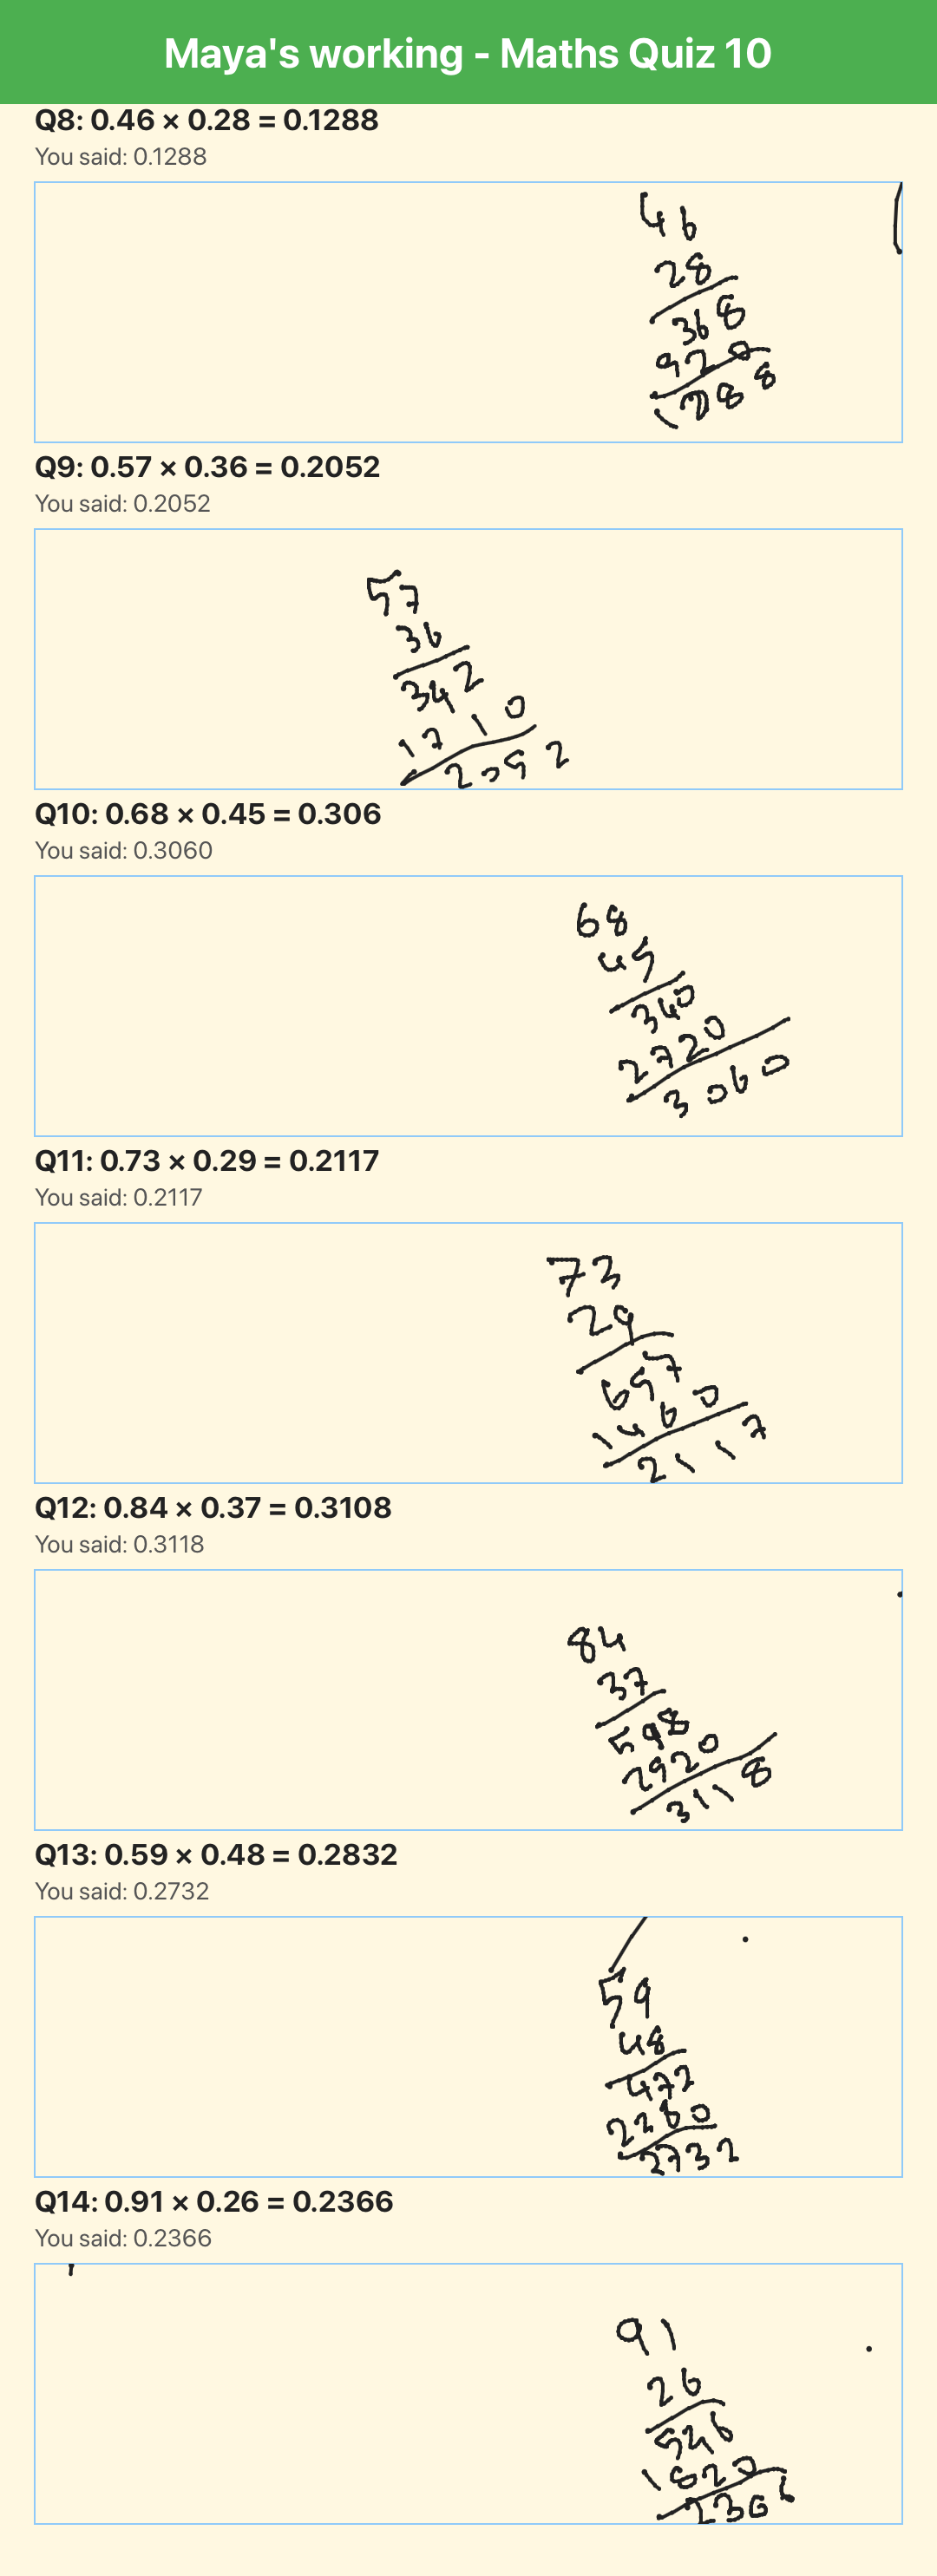 Maya's working - Maths Quiz 10
Q8: 0.46 × 0.28 = 0.1288
You said: 0.1288
46
28
368
920
1288
Q9: 0.57 × 0.36 = 0.2052
You said: 0.2052
57
36
342
1710
2052
Q10: 0.68 × 0.45 = 0.306
You said: 0.3060
68
45
340
2720
3060
Q11: 0.73 × 0.29 = 0.2117
You said: 0.2117
73
29
657
1460
2117
Q12: 0.84 × 0.37 = 0.3108
You said: 0.3118
84
37
598
2920
3118
Q13: 0.59 × 0.48 = 0.2832
You said: 0.2732
59
48
472
2260
2732
Q14: 0.91 × 0.26 = 0.2366
You said: 0.2366
91
26
546
1820
2366